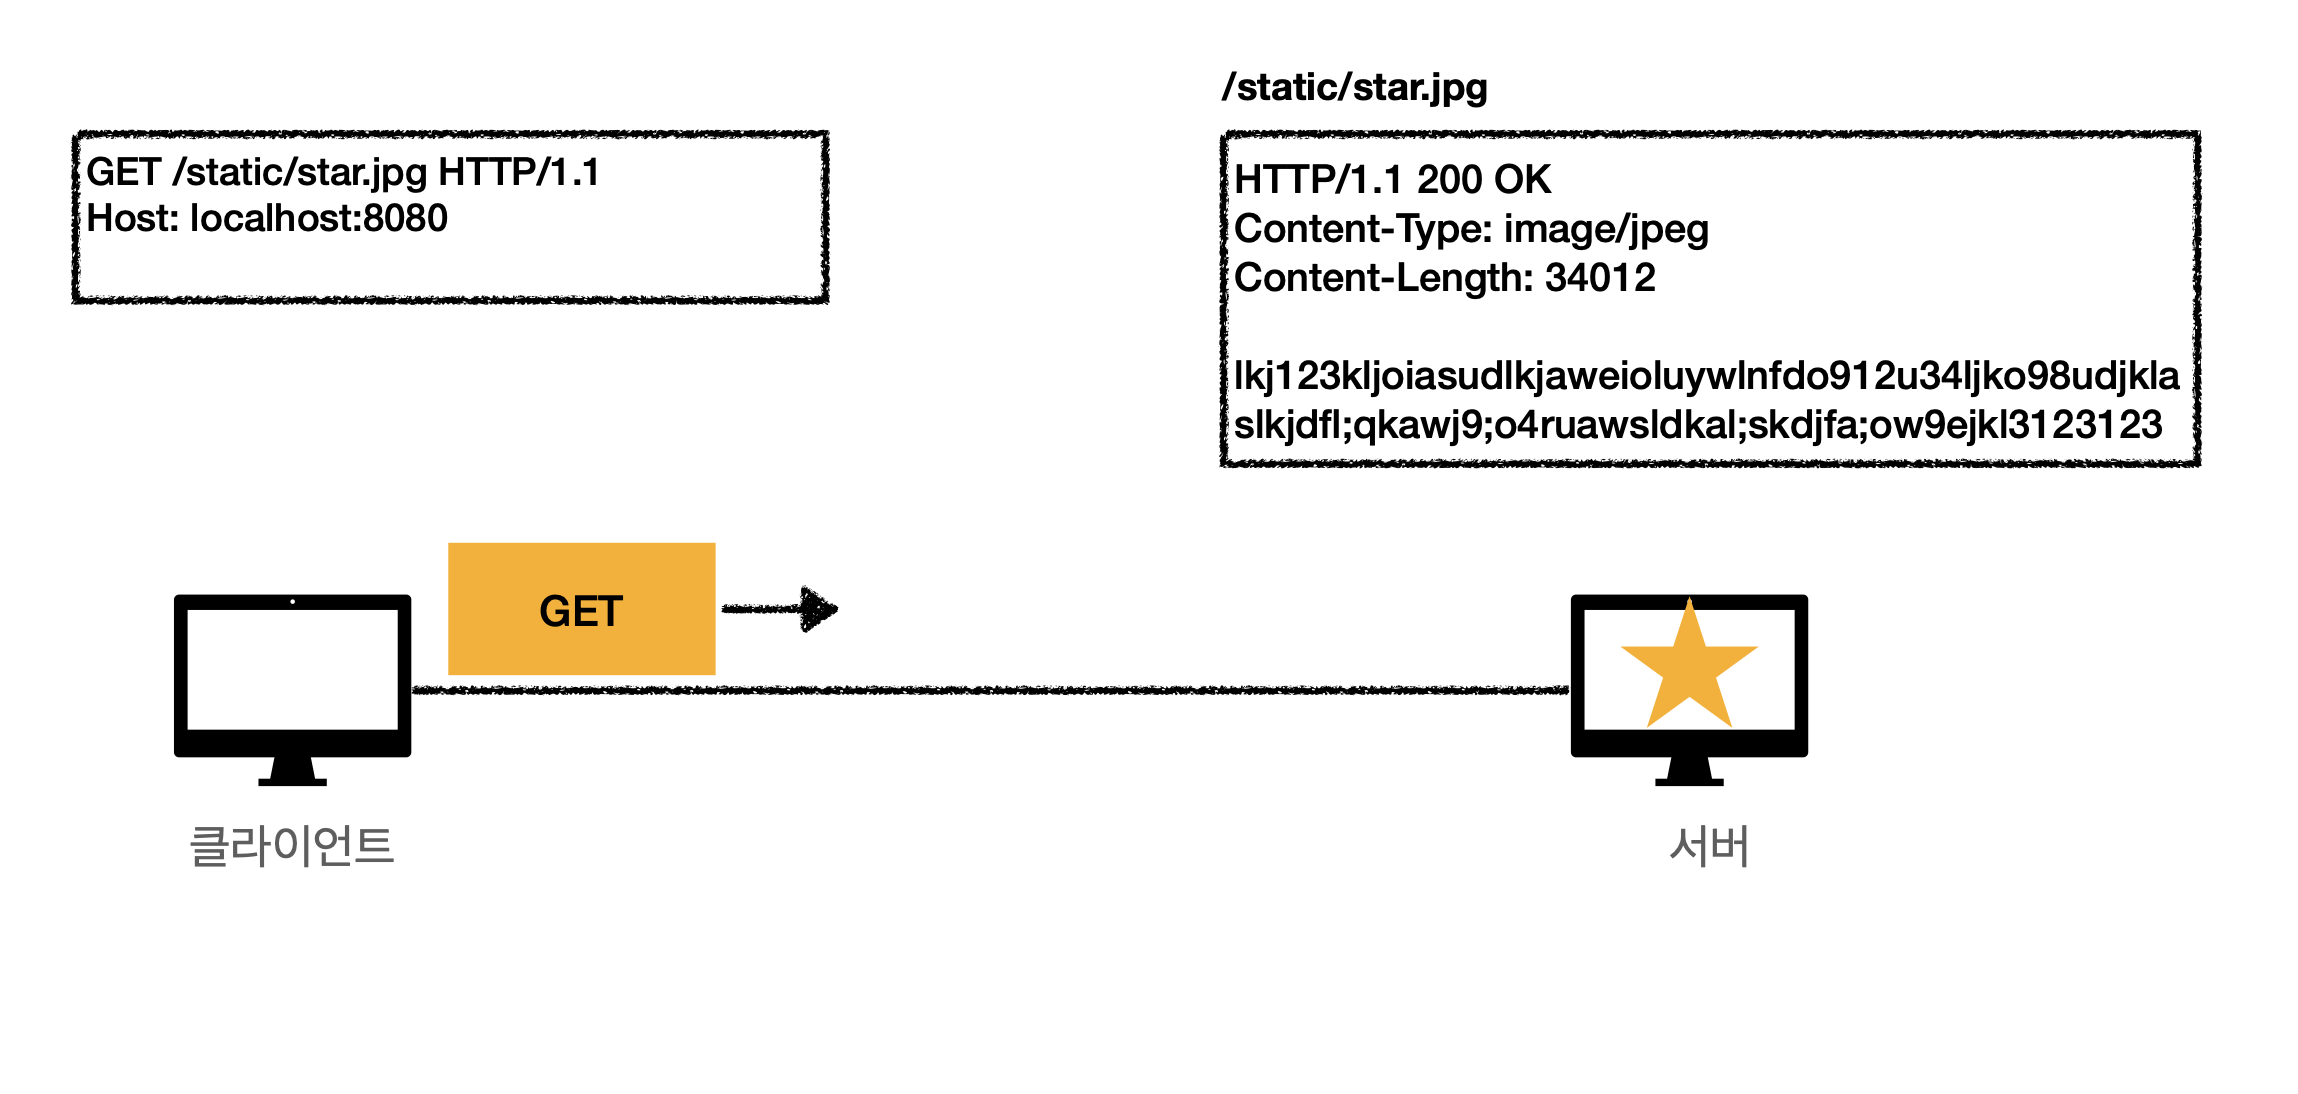 /static/star.jpg
GET /static/star.jpg HTTP/1.1
Host: localhost:8080
HTTP/1.1 200 OK
Content-Type: image/jpeg
Content-Length: 34012
lkj123kljoiasudlkjaweioluywlnfdo912u34ljko98udjkla
slkjdfl;qkawj9;o4ruawsldkal;skdjfa;ow9ejkl3123123
GET
클라이언트
서버